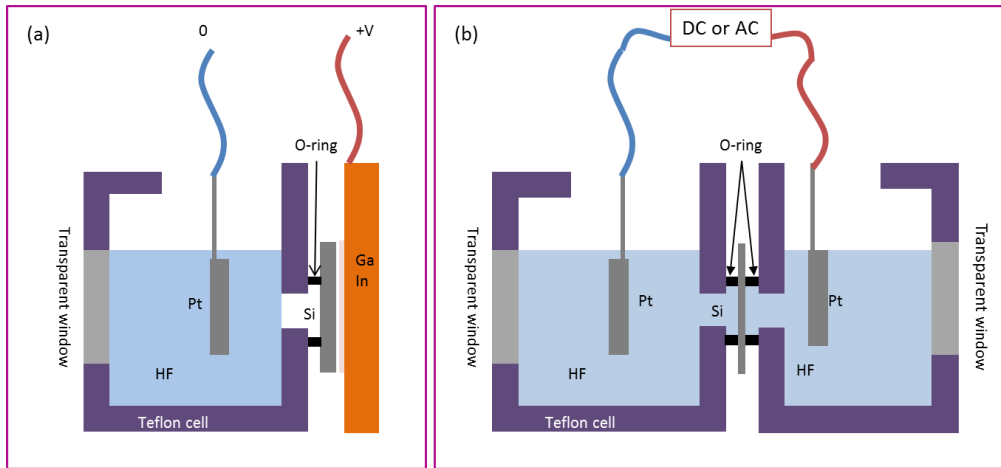 (a)
0
+V
O-ring
Transparent window
Pt
Si
Ga
In
HF
Teflon cell
(b)
DC or AC
O-ring
Transparent window
Pt
Si
Pt
HF
HF
Teflon cell
Transparent window